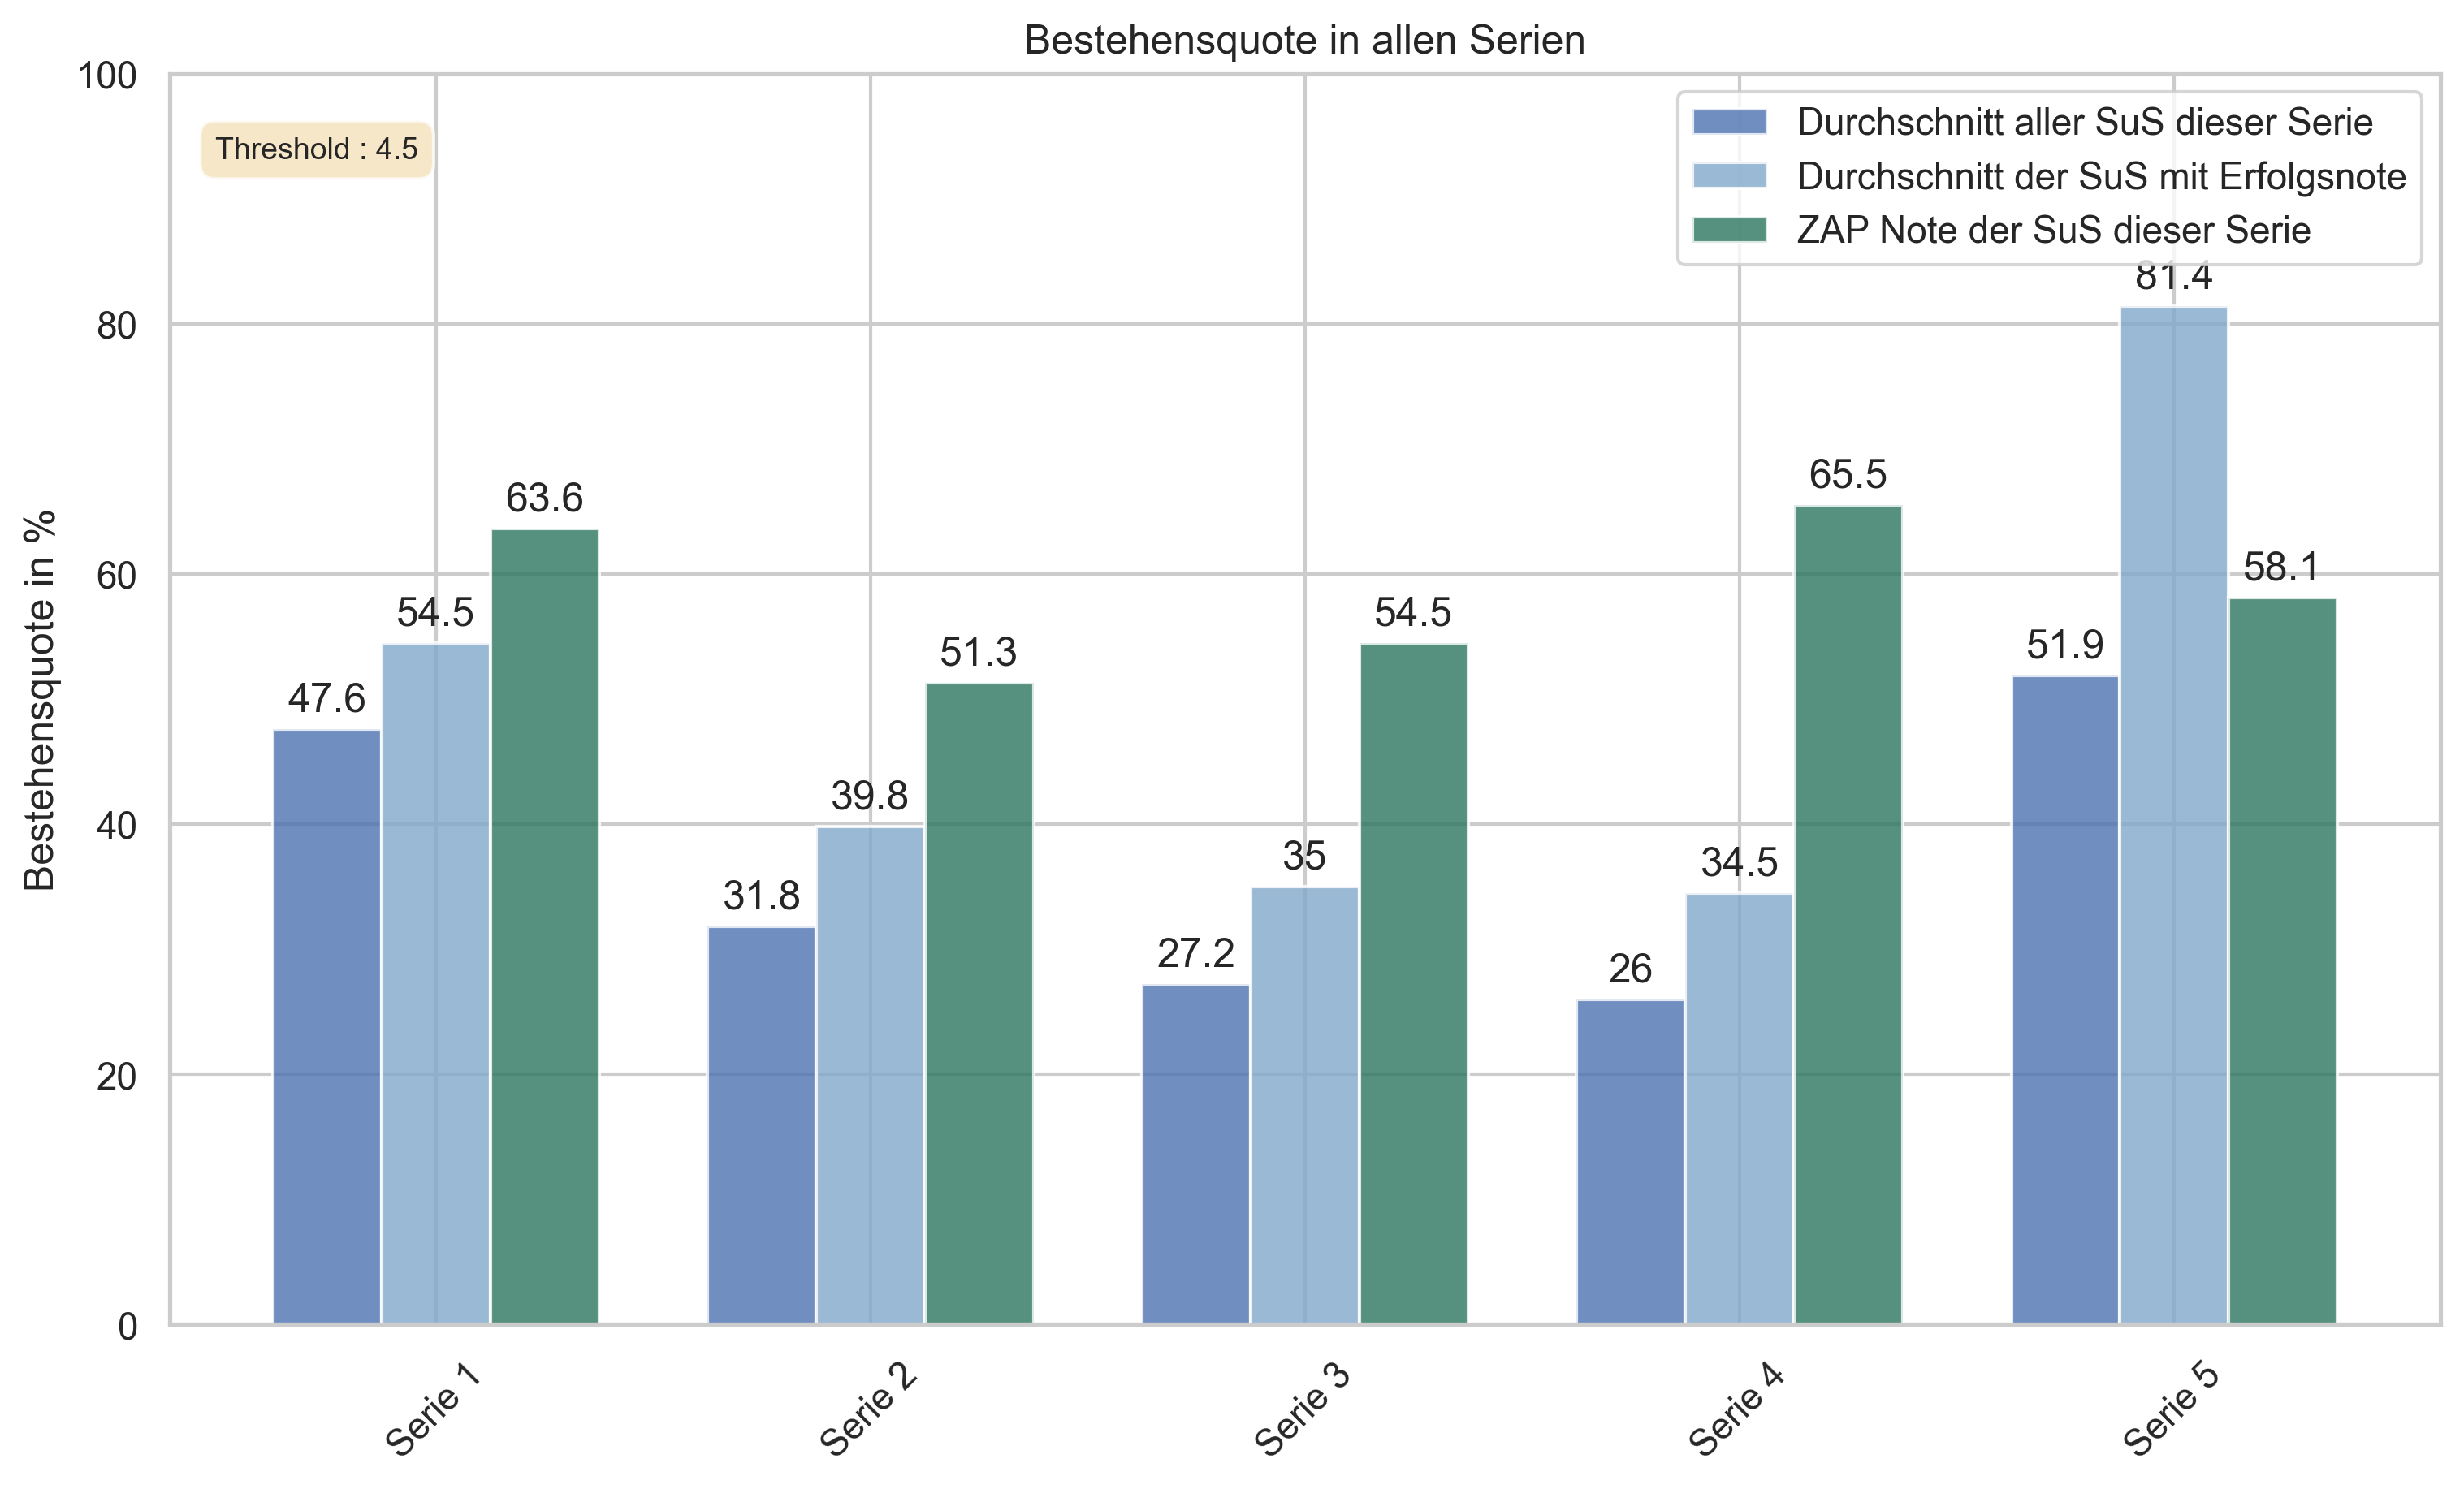 Bestehensquote in allen Serien
Threshold : 4.5
Durchschnitt aller SuS dieser Serie
Durchschnitt der SuS mit Erfolgsnote
ZAP Note der SuS dieser Serie
Bestehensquote in %
100
80
60
40
20
0
47.6
54.5
63.6
31.8
39.8
51.3
27.2
35
54.5
26
34.5
65.5
51.9
81.4
58.1
Serie 1
Serie 2
Serie 3
Serie 4
Serie 5